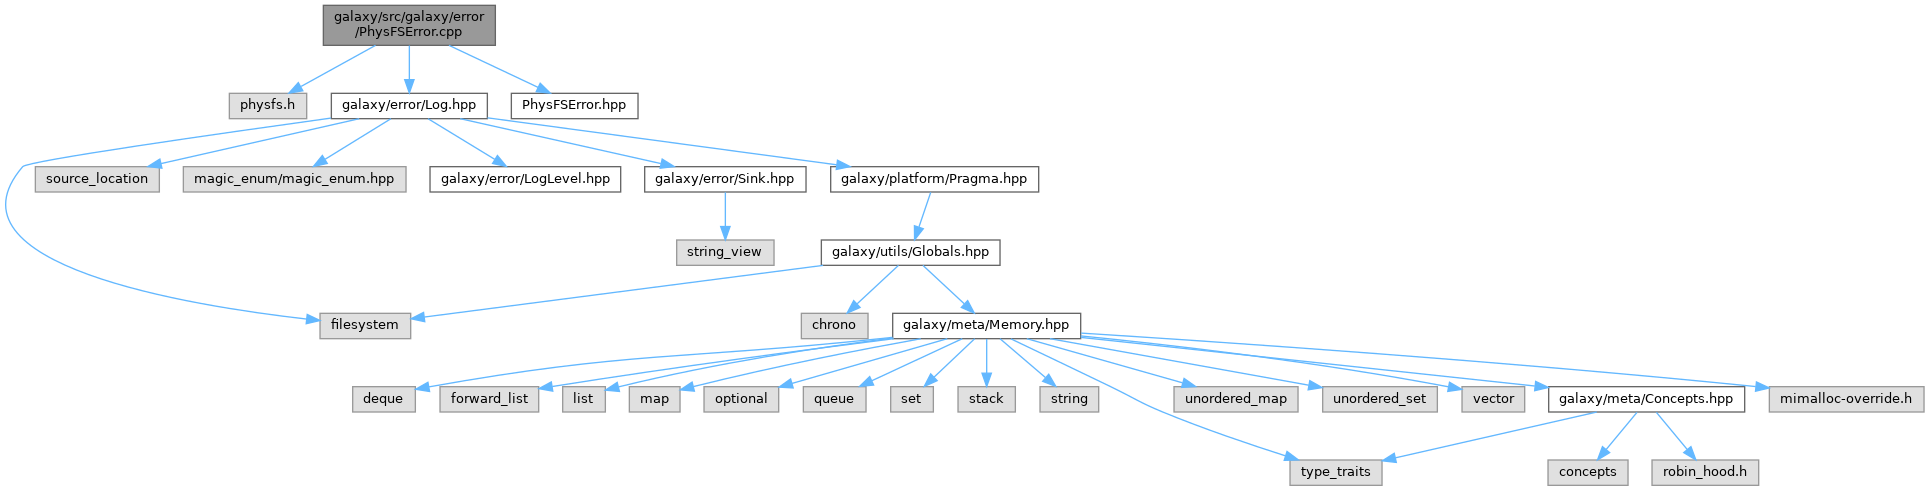 galaxy/src/galaxy/error
/PhysFSError.cpp
physfs.h
galaxy/error/Log.hpp
PhysFSError.hpp
source_location
magic_enum/magic_enum.hpp
galaxy/error/LogLevel.hpp
galaxy/error/Sink.hpp
galaxy/platform/Pragma.hpp
string_view
galaxy/utils/Globals.hpp
filesystem
chrono
galaxy/meta/Memory.hpp
deque
forward_list
list
map
optional
queue
set
stack
string
unordered_map
unordered_set
vector
galaxy/meta/Concepts.hpp
mimalloc-override.h
type_traits
concepts
robin_hood.h